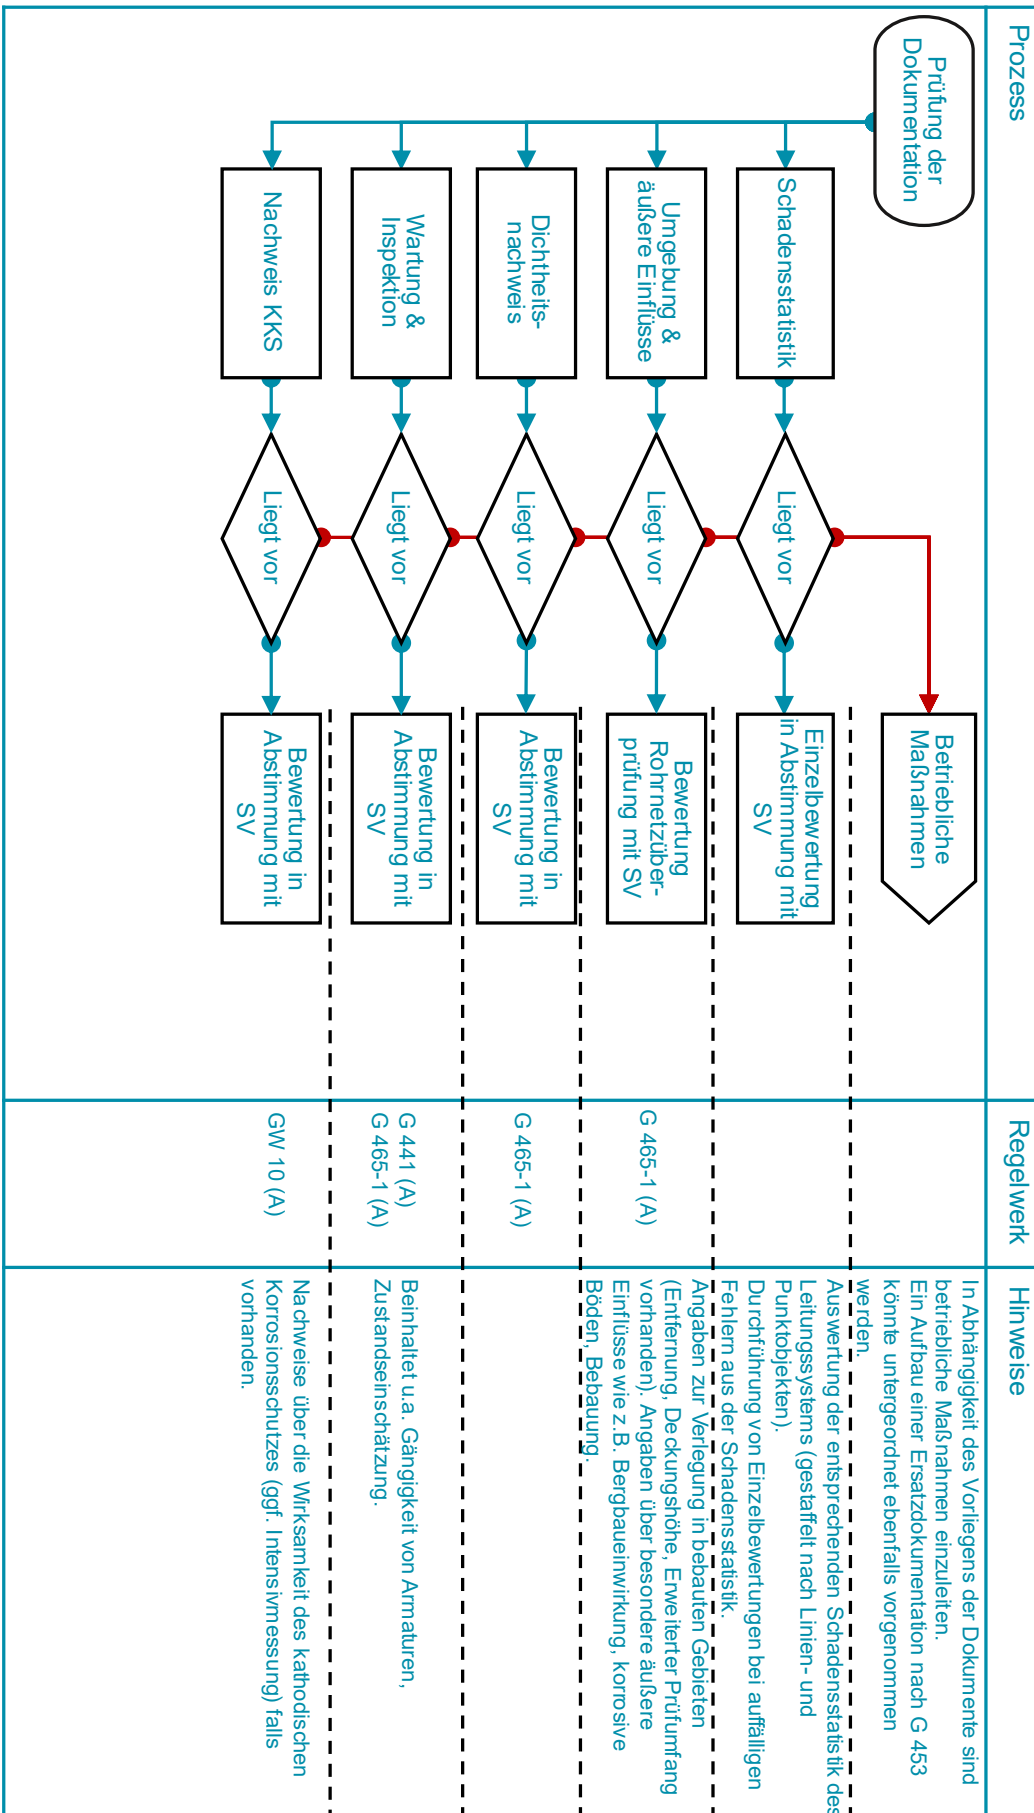 Prozess
Regelwerk
Hinweise
Prüfung der
Dokumentation
Betriebliche
Maßnahmen
In Abhängigkeit des Vorliegens der Dokumente sind
betriebliche Maßnahmen einzuleiten.
Ein Aufbau einer Ersatzdokumentation nach G 453
könnte untergeordnet ebenfalls vorgenommen
werden.
Schadensstatistik
Liegt vor
Einzelbewertung
in Abstimmung mit
SV
Auswertung der entsprechenden Schadensstatistik des
Leitungssystems (gestaffelt nach Linien- und
Punktobjekten).
Durchführung von Einzelbewertungen bei auffälligen
Fehlern aus der Schadensstatistik.
Umgebung &
äußere Einflüsse
Liegt vor
Bewertung
Rohrnetzüber-
prüfung mit SV
G 465-1 (A)
Angaben zur Verlegung in bebauten Gebieten
(Entfernung, Deckungshöhe, Erweiterter Prüfumfang
vorhanden). Angaben über besondere äußere
Einflüsse wie z.B. Bergbaueinwirkung, korrosive
Böden, Bebauung.
Dichtheits-
nachweis
Liegt vor
Bewertung in
Abstimmung mit
SV
G 465-1 (A)
Wartung &
Inspektion
Liegt vor
Bewertung in
Abstimmung mit
SV
G 441 (A)
G 465-1 (A)
Beinhaltet u.a. Gängigkeit von Armaturen,
Zustandseinschätzung.
Nachweis KKS
Liegt vor
Bewertung in
Abstimmung mit
SV
GW 10 (A)
Nachweise über die Wirksamkeit des kathodischen
Korrosionsschutzes (ggf. Intensivmessung) falls
vorhanden.